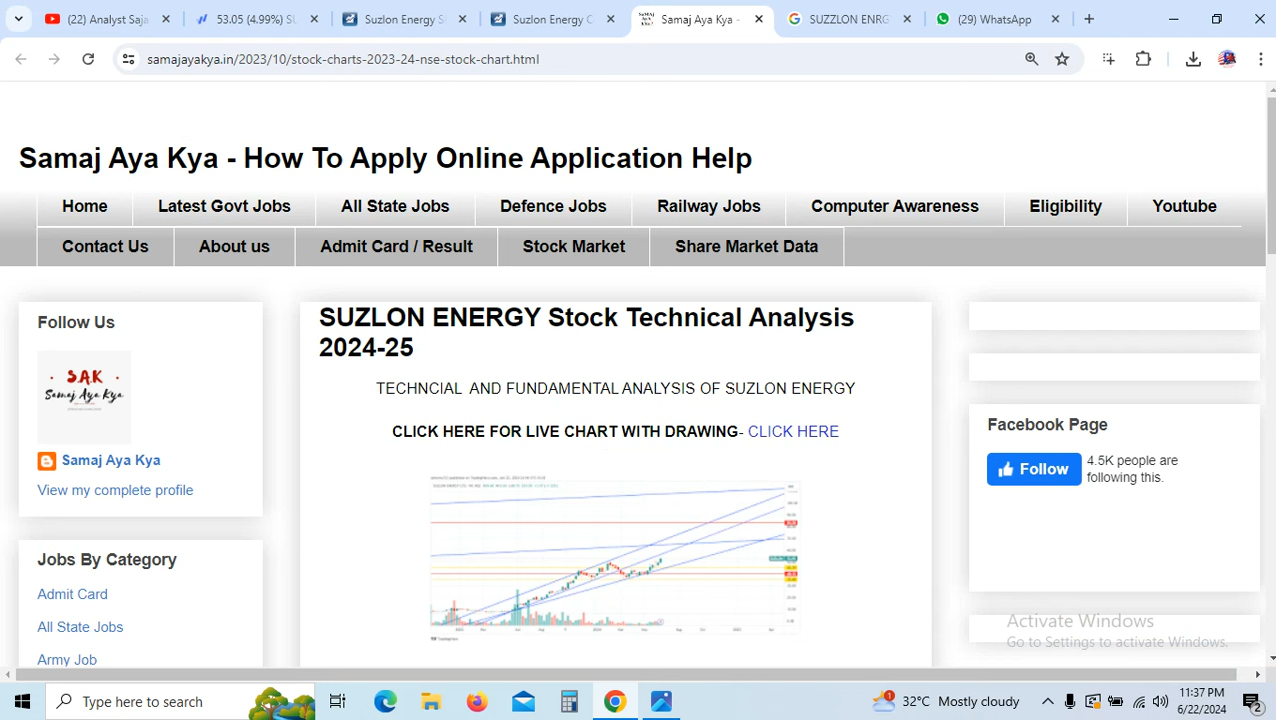 (22) Analyst Saja
53.05 (4.99%) SU
Suzlon Energy S
Suzlon Energy C
Samaj Aya Kya -
SUZZLON ENRG
(29) WhatsApp
samajayakya.in/2023/10/stock-charts-2023-24-nse-stock-chart.html
Samaj Aya Kya - How To Apply Online Application Help
Home Latest Govt Jobs All State Jobs Defence Jobs Railway Jobs Computer Awareness Eligibility Youtube
Contact Us About us Admit Card / Result Stock Market Share Market Data
Follow Us
S.A.K
Samaj Aya Kya
Samaj Aya Kya
View my complete profile
Jobs By Category
Admit Card
All State Jobs
Army Job
SUZLON ENERGY Stock Technical Analysis
2024-25
TECHNCIAL AND FUNDAMENTAL ANALYSIS OF SUZLON ENERGY
CLICK HERE FOR LIVE CHART WITH DRAWING- CLICK HERE
Facebook Page
Follow
4.5K people are
following this
Activate Windows
Go to Settings to activate Windows.
Type here to search
1
32°C Mostly cloudy
11:37 PM
6/22/2024
2